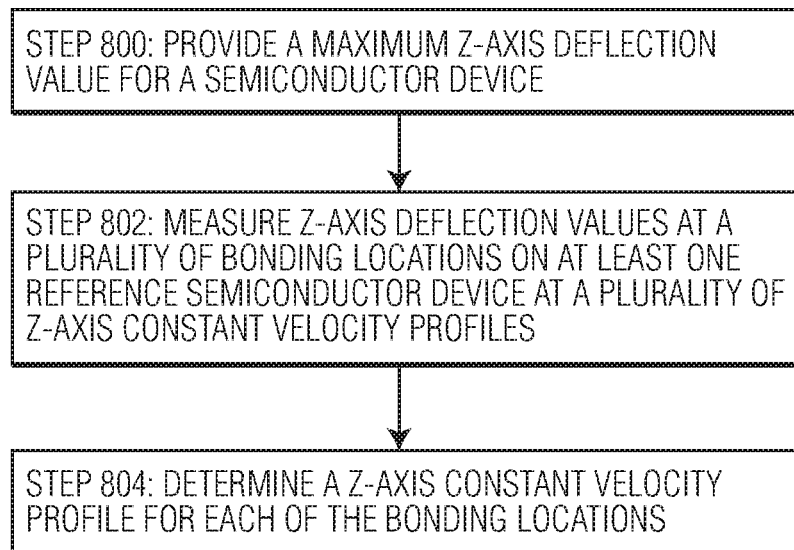 STEP 800: PROVIDE A MAXIMUM Z-AXIS DEFLECTION
VALUE FOR A SEMICONDUCTOR DEVICE
STEP 802: MEASURE Z-AXIS DEFLECTION VALUES AT A
PLURALITY OF BONDING LOCATIONS ON AT LEAST ONE
REFERENCE SEMICONDUCTOR DEVICE AT A PLURALITY OF
Z-AXIS CONSTANT VELOCITY PROFILES
STEP 804: DETERMINE A Z-AXIS CONSTANT VELOCITY
PROFILE FOR EACH OF THE BONDING LOCATIONS